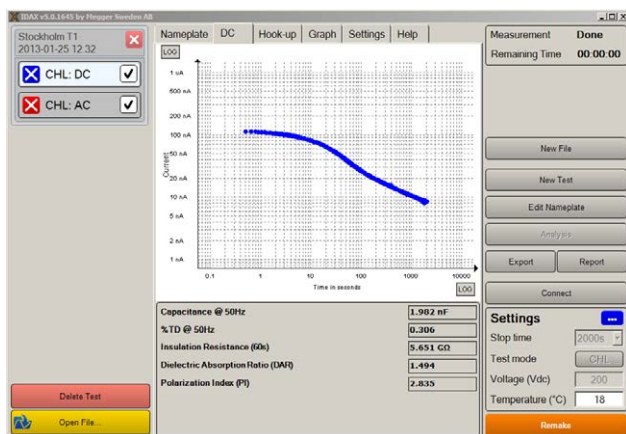 IDAX v5.0.1645 by Megger Sweden AB
Stockholm T1
2013-01-25 12.32
CHL: DC
CHL: AC
Delete Test
Open File...
Nameplate DC Hook-up Graph Settings Help
LOG
1 uA
500 nA
200 nA
100 nA
50 nA
20 nA
10 nA
5 nA
2 nA
1 nA
Current
0.1 1 10 100 1000 10000
Time in seconds
LOG
Capacitance @ 50Hz 1.982 nF
%TD @ 50Hz 0.306
Insulation Resistance (60s) 5.651 GΩ
Dielectric Absorption Ratio (DAR) 1.494
Polarization Index (PI) 2.835
Measurement Done
Remaining Time 00:00:00
New File
New Test
Edit Nameplate
Analysis
Export Report
Connect
Settings ...
Stop time 2000s
Test mode CHL
Voltage (Vdc) 200
Temperature (°C) 18
Remake